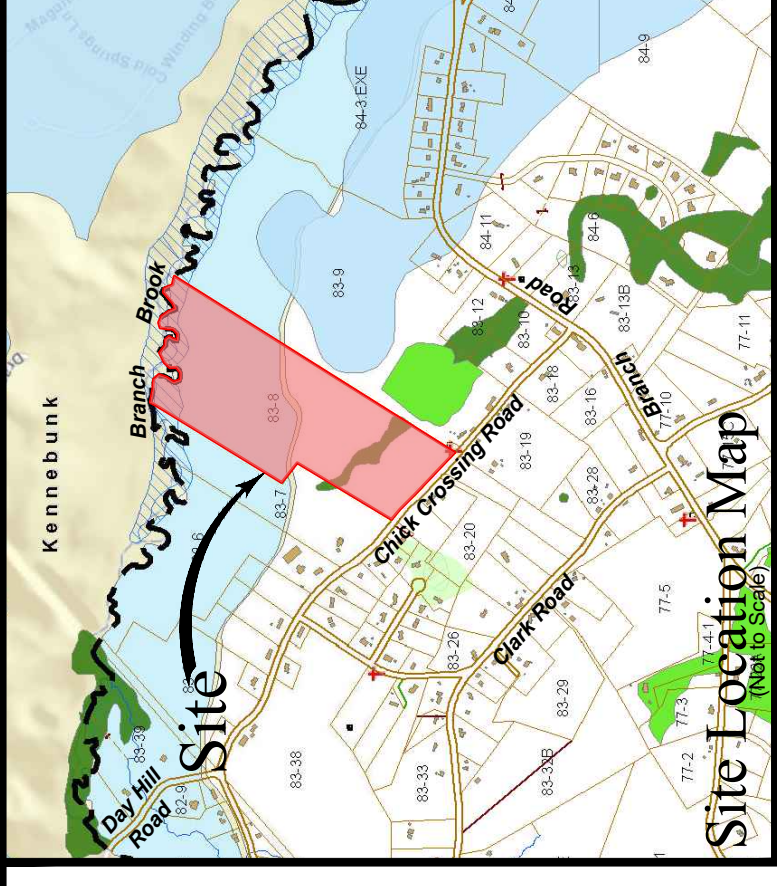 Kennebunk
Branch Brook
Site
Day Hill
Road
Chick Crossing Road
Clark Road
Branch
Road
84-3.EXE
84-9
84-11
84-6
83-9
83-8
83-7
83-12
83-10
83-13
83-13B
83-18
83-16
83-19
83-20
83-28
83-26
83-29
83-33
83-38
83-39
83-32B
82-9
77-11
77-10
77-5
77-4-1
77-3
77-2
Site Location Map
(Not to Scale)